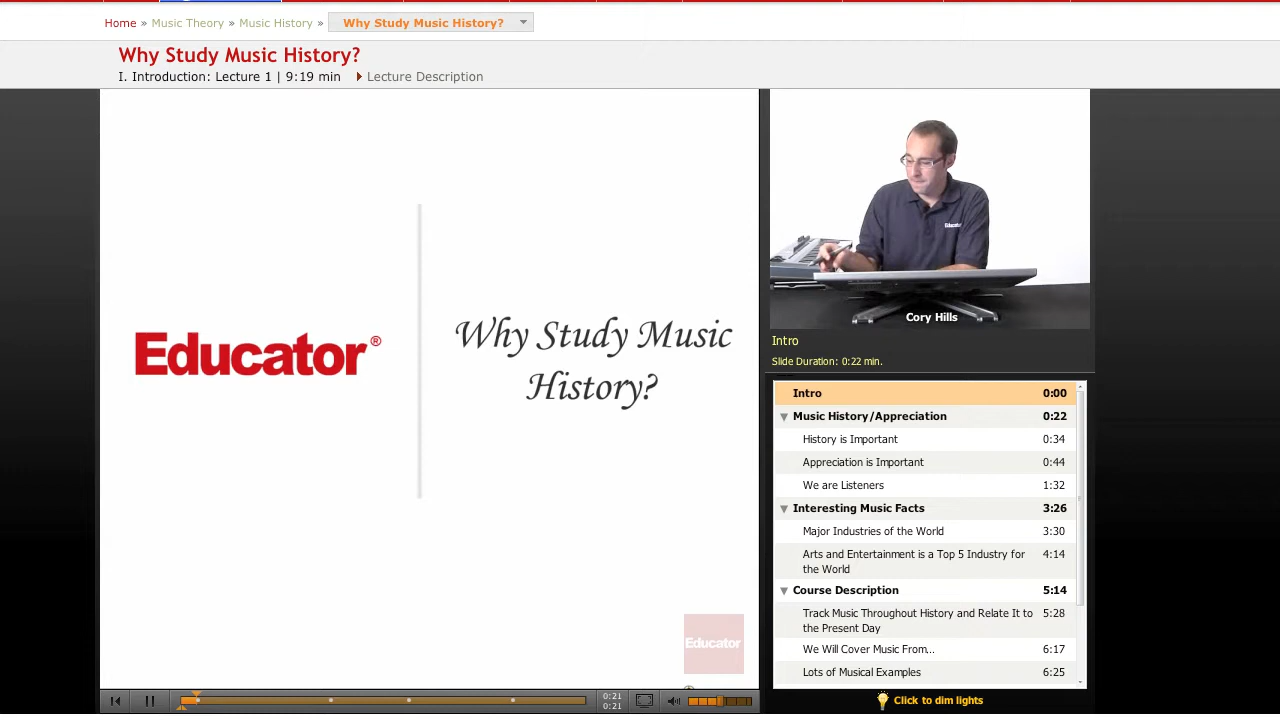 Home » Music Theory » Music History » Why Study Music History?
Why Study Music History?
I. Introduction: Lecture 1 | 9:19 min Lecture Description
Educator®
Why Study Music
History?
Educator
0:21
0:21
Educator
Cory Hills
Intro
Slide Duration: 0:22 min.
Intro 0:00
Music History/Appreciation 0:22
History is Important 0:34
Appreciation is Important 0:44
We are Listeners 1:32
Interesting Music Facts 3:26
Major Industries of the World 3:30
Arts and Entertainment is a Top 5 Industry for 4:14
the World
Course Description 5:14
Track Music Throughout History and Relate It to 5:28
the Present Day
We Will Cover Music From... 6:17
Lots of Musical Examples 6:25
Click to dim lights